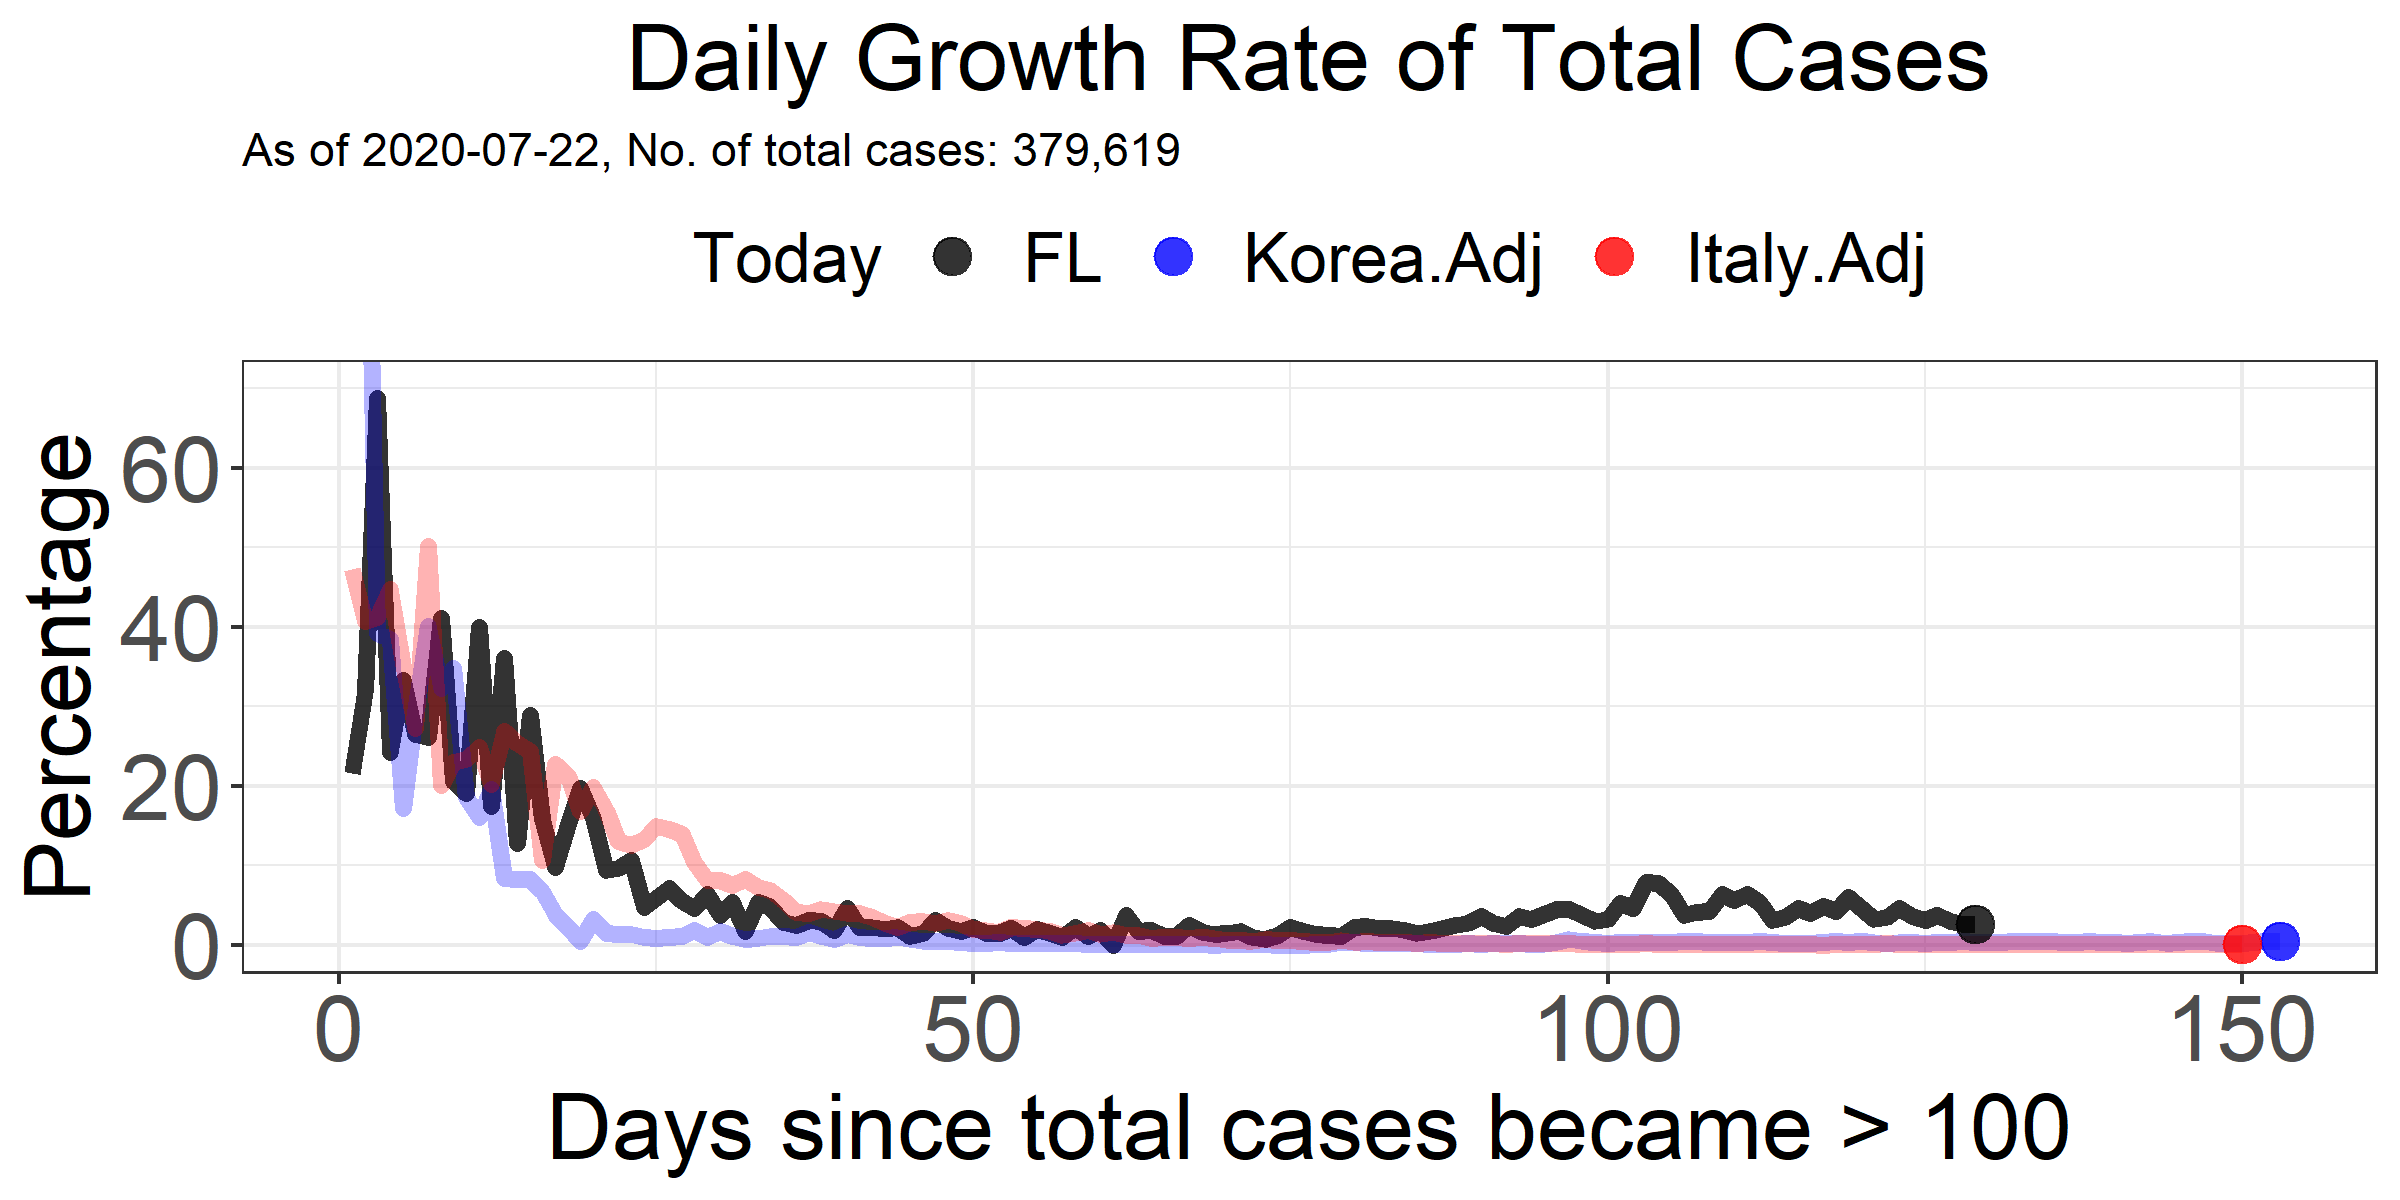 Daily Growth Rate of Total Cases
As of 2020-07-22, No. of total cases: 379,619
Today FL Korea.Adj Italy.Adj
Percentage
60
40
20
0
0 50 100 150
Days since total cases became > 100